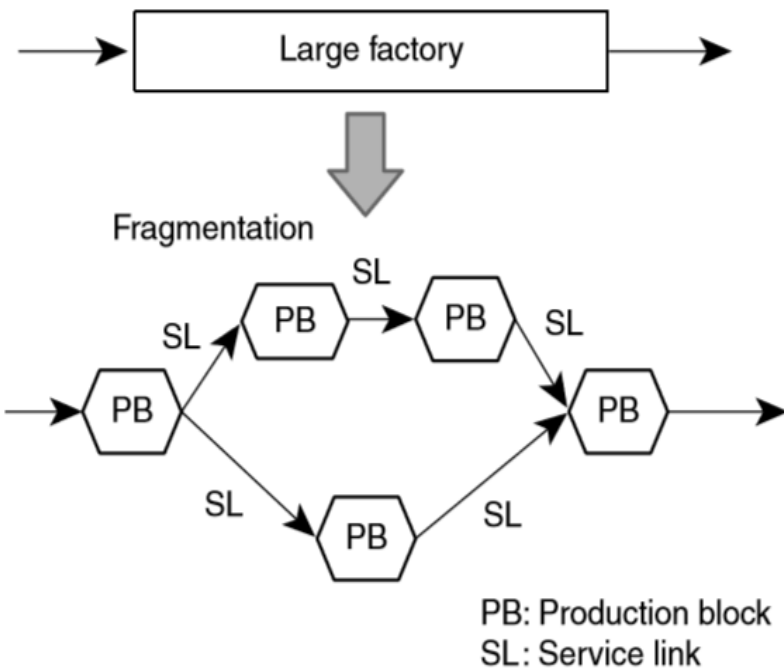 Large factory
Fragmentation
SL
PB
PB
SL
SL
PB
PB
SL
SL
PB
PB: Production block
SL: Service link